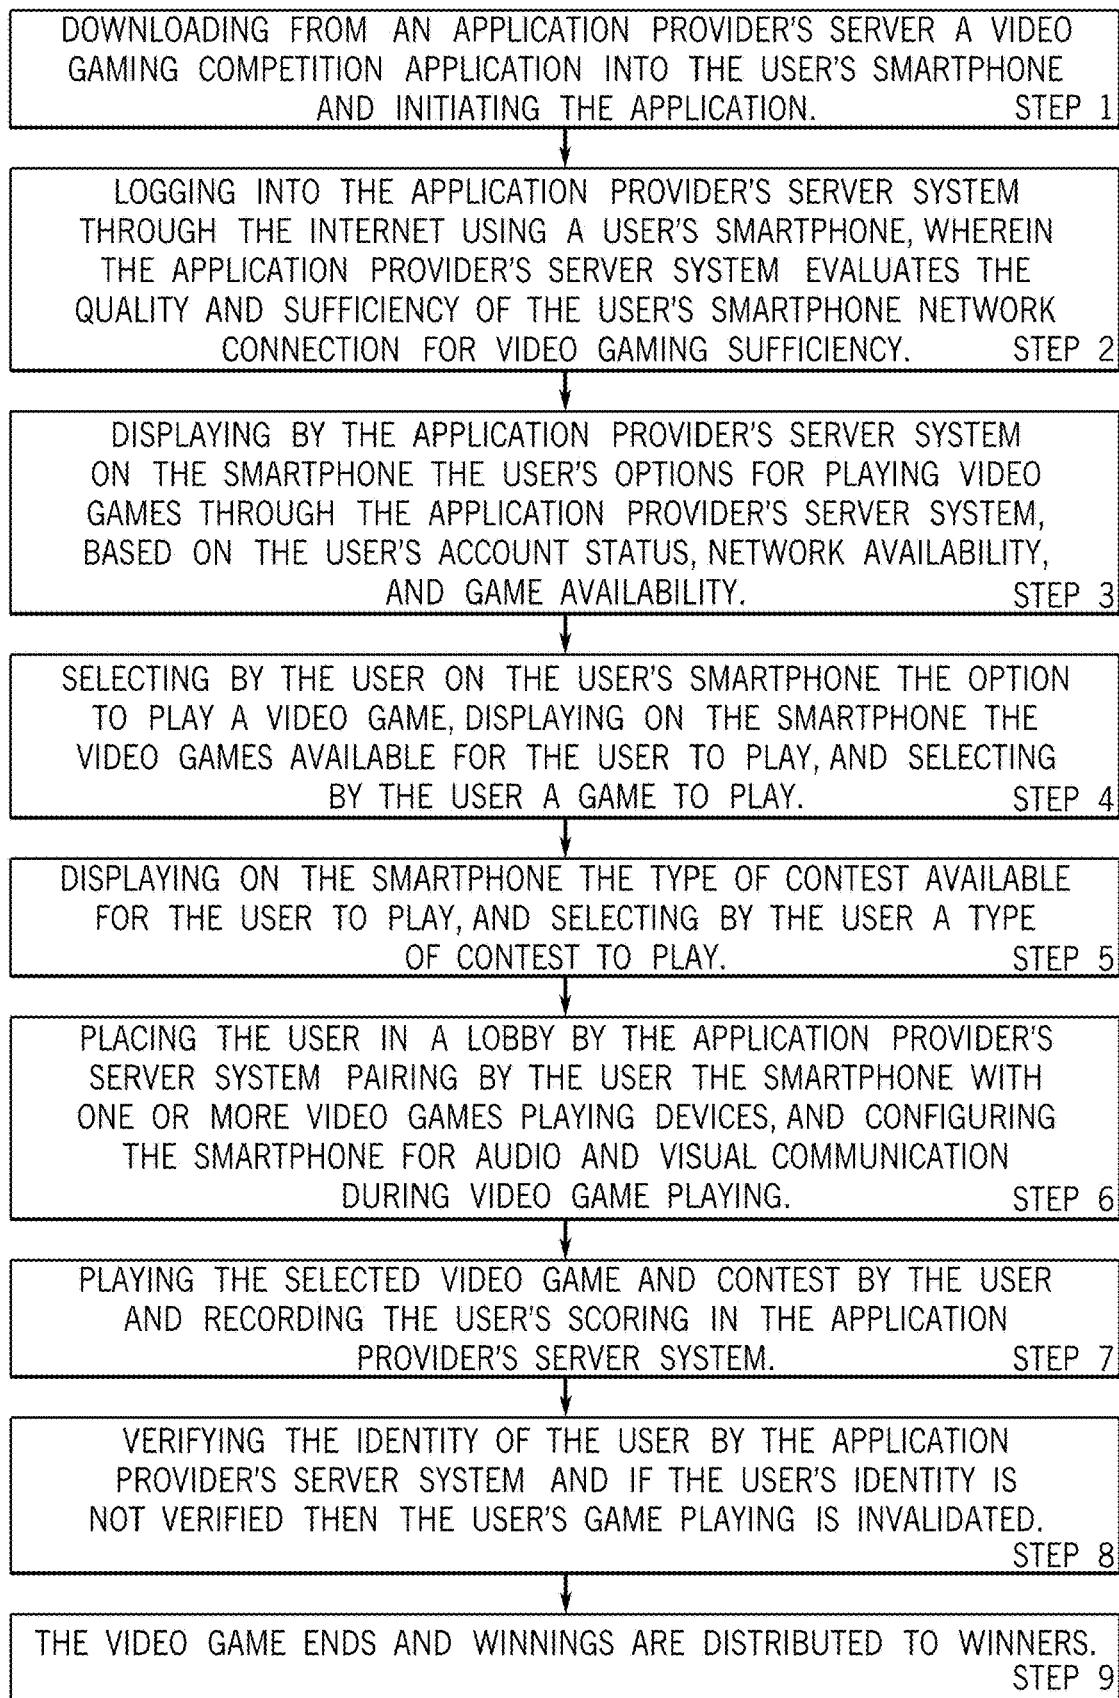 DOWNLOADING FROM AN APPLICATION PROVIDER'S SERVER A VIDEO
GAMING COMPETITION APPLICATION INTO THE USER'S SMARTPHONE
AND INITIATING THE APPLICATION. STEP 1
LOGGING INTO THE APPLICATION PROVIDER'S SERVER SYSTEM
THROUGH THE INTERNET USING A USER'S SMARTPHONE, WHEREIN
THE APPLICATION PROVIDER'S SERVER SYSTEM EVALUATES THE
QUALITY AND SUFFICIENCY OF THE USER'S SMARTPHONE NETWORK
CONNECTION FOR VIDEO GAMING SUFFICIENCY. STEP 2
DISPLAYING BY THE APPLICATION PROVIDER'S SERVER SYSTEM
ON THE SMARTPHONE THE USER'S OPTIONS FOR PLAYING VIDEO
GAMES THROUGH THE APPLICATION PROVIDER'S SERVER SYSTEM,
BASED ON THE USER'S ACCOUNT STATUS, NETWORK AVAILABILITY,
AND GAME AVAILABILITY. STEP 3
SELECTING BY THE USER ON THE USER'S SMARTPHONE THE OPTION
TO PLAY A VIDEO GAME, DISPLAYING ON THE SMARTPHONE THE
VIDEO GAMES AVAILABLE FOR THE USER TO PLAY, AND SELECTING
BY THE USER A GAME TO PLAY. STEP 4
DISPLAYING ON THE SMARTPHONE THE TYPE OF CONTEST AVAILABLE
FOR THE USER TO PLAY, AND SELECTING BY THE USER A TYPE
OF CONTEST TO PLAY. STEP 5
PLACING THE USER IN A LOBBY BY THE APPLICATION PROVIDER'S
SERVER SYSTEM PAIRING BY THE USER THE SMARTPHONE WITH
ONE OR MORE VIDEO GAMES PLAYING DEVICES, AND CONFIGURING
THE SMARTPHONE FOR AUDIO AND VISUAL COMMUNICATION
DURING VIDEO GAME PLAYING. STEP 6
PLAYING THE SELECTED VIDEO GAME AND CONTEST BY THE USER
AND RECORDING THE USER'S SCORING IN THE APPLICATION
PROVIDER'S SERVER SYSTEM. STEP 7
VERIFYING THE IDENTITY OF THE USER BY THE APPLICATION
PROVIDER'S SERVER SYSTEM AND IF THE USER'S IDENTITY IS
NOT VERIFIED THEN THE USER'S GAME PLAYING IS INVALIDATED.
STEP 8
THE VIDEO GAME ENDS AND WINNINGS ARE DISTRIBUTED TO WINNERS.
STEP 9